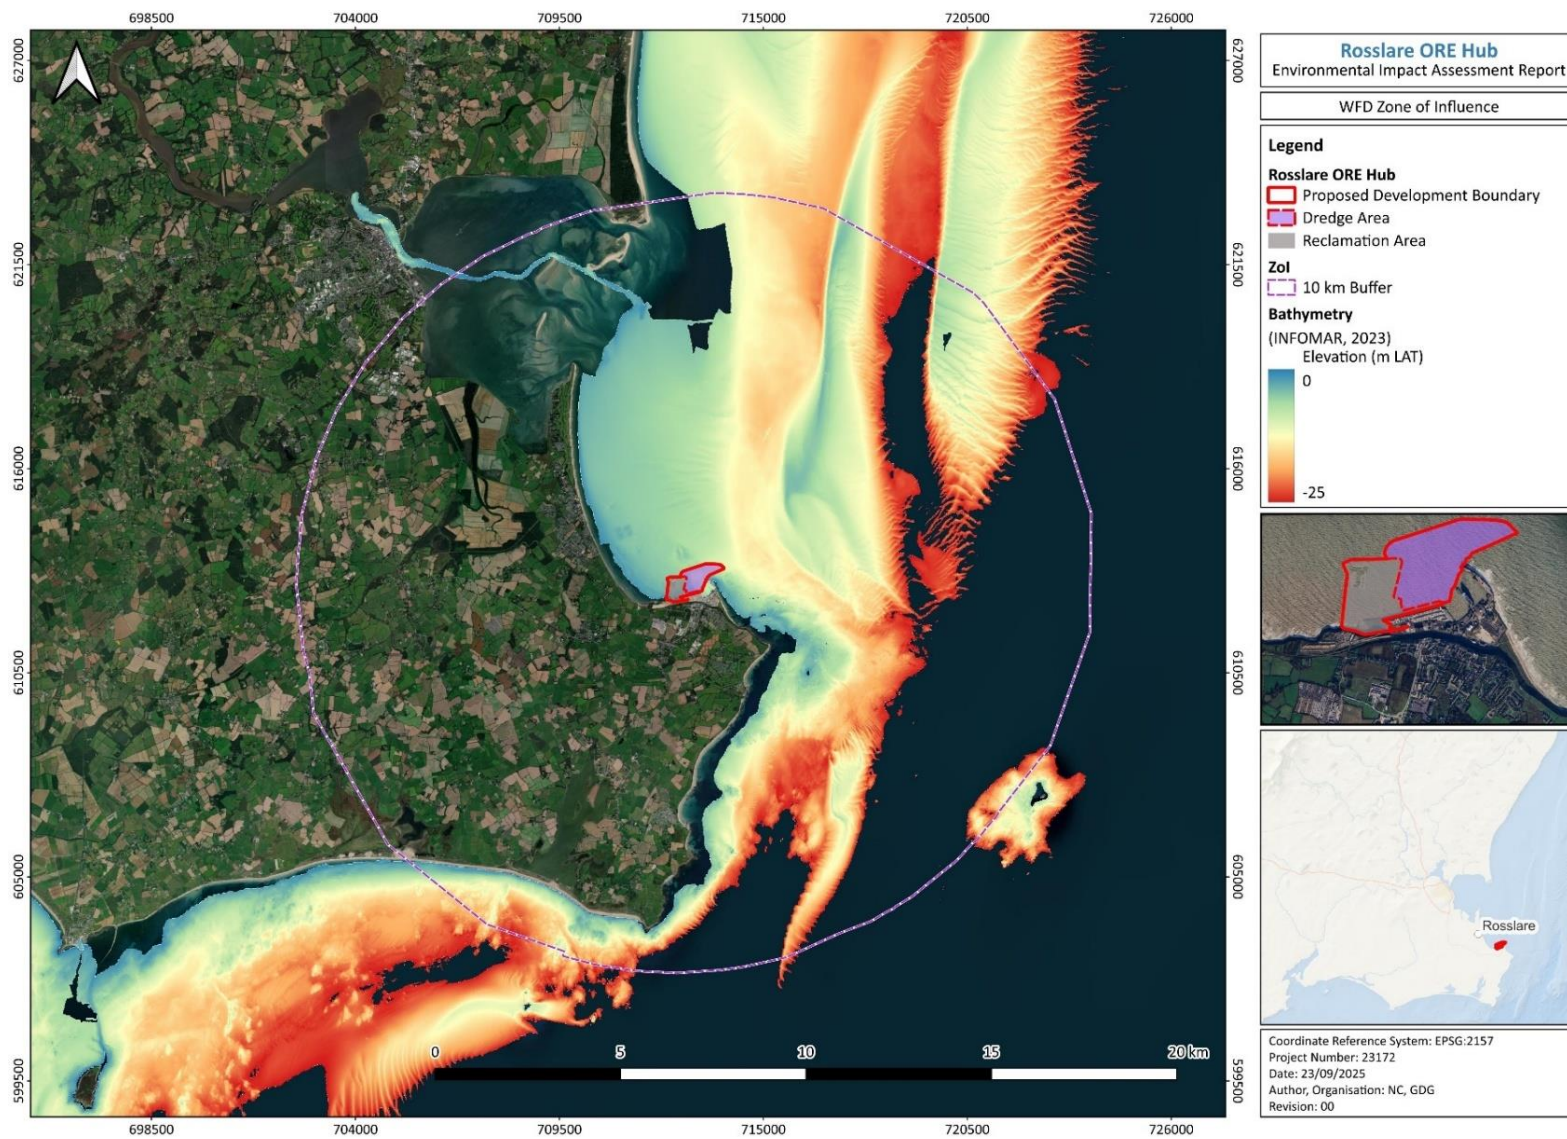 698500 704000 709500 715000 720500 726000
627000
621500
616000
610500
605000
599500
627000
621500
616000
610500
605000
599500
0 5 10 15 20 km
698500 704000 709500 715000 720500 726000
Rosslare ORE Hub
Environmental Impact Assessment Report
WFD Zone of Influence
Legend
Rosslare ORE Hub
Proposed Development Boundary
Dredge Area
Reclamation Area
ZoI
10 km Buffer
Bathymetry
(INFOMAR, 2023)
Elevation (m LAT)
0
-25
Rosslare
Coordinate Reference System: EPSG:2157
Project Number: 23172
Date: 23/09/2025
Author, Organisation: NC, GDG
Revision: 00